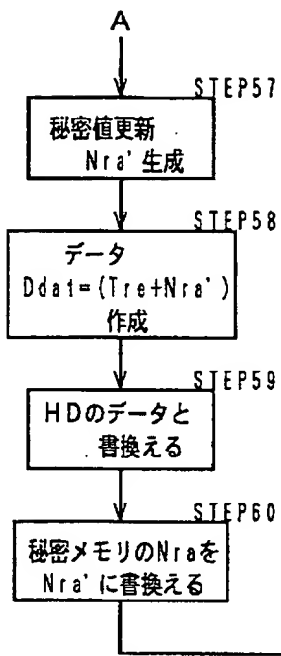 A
STEP57
秘密値更新
Nra'生成
STEP58
データ
Ddat=(Tre+Nra')
作成
STEP59
HDのデータと
書換える
STEP60
秘密メモリのNraを
Nra'に書換える